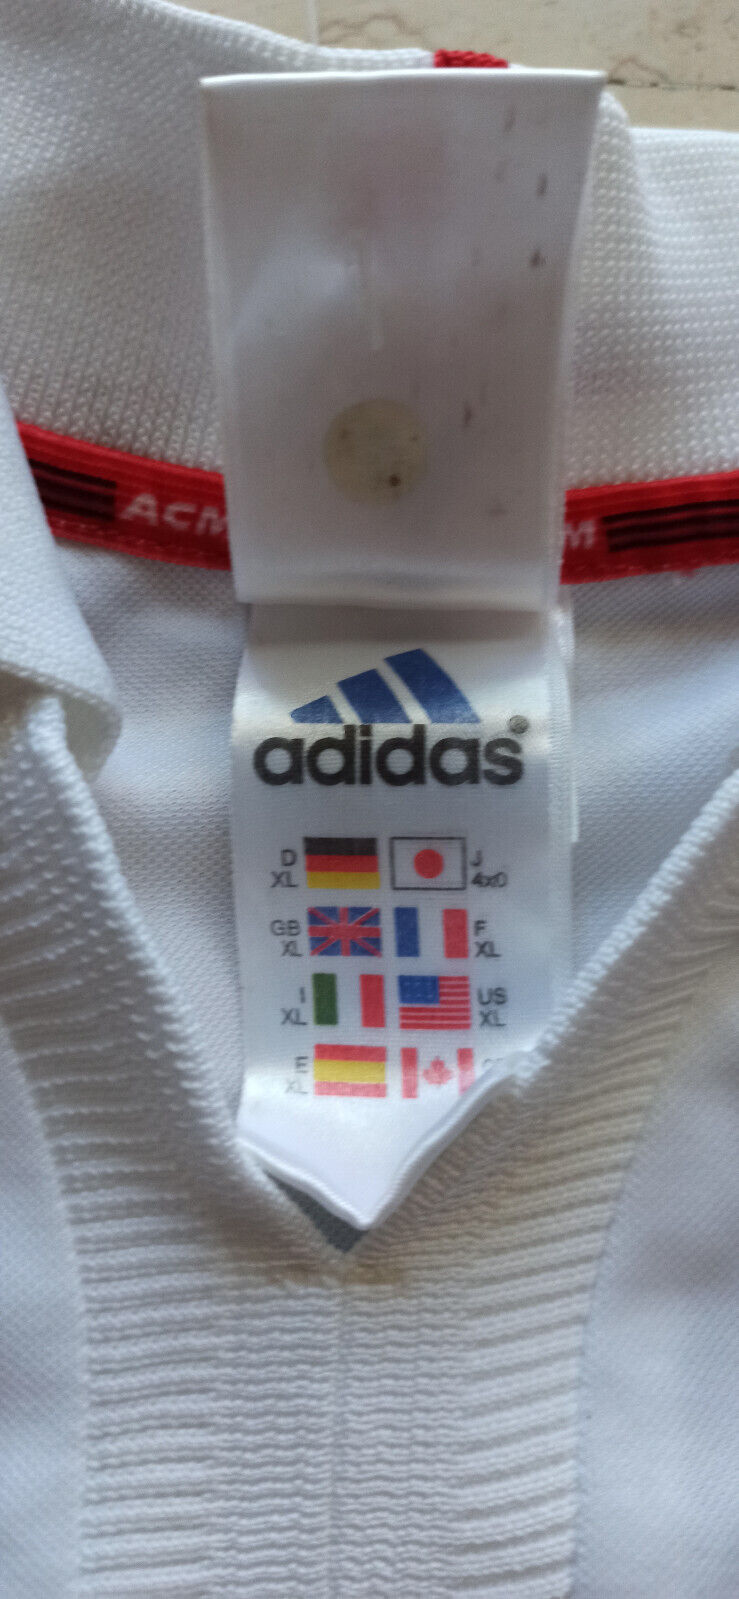 ACM
M
adidas®
D XL J 4x0
GB XL F XL
I XL US XL
E XL